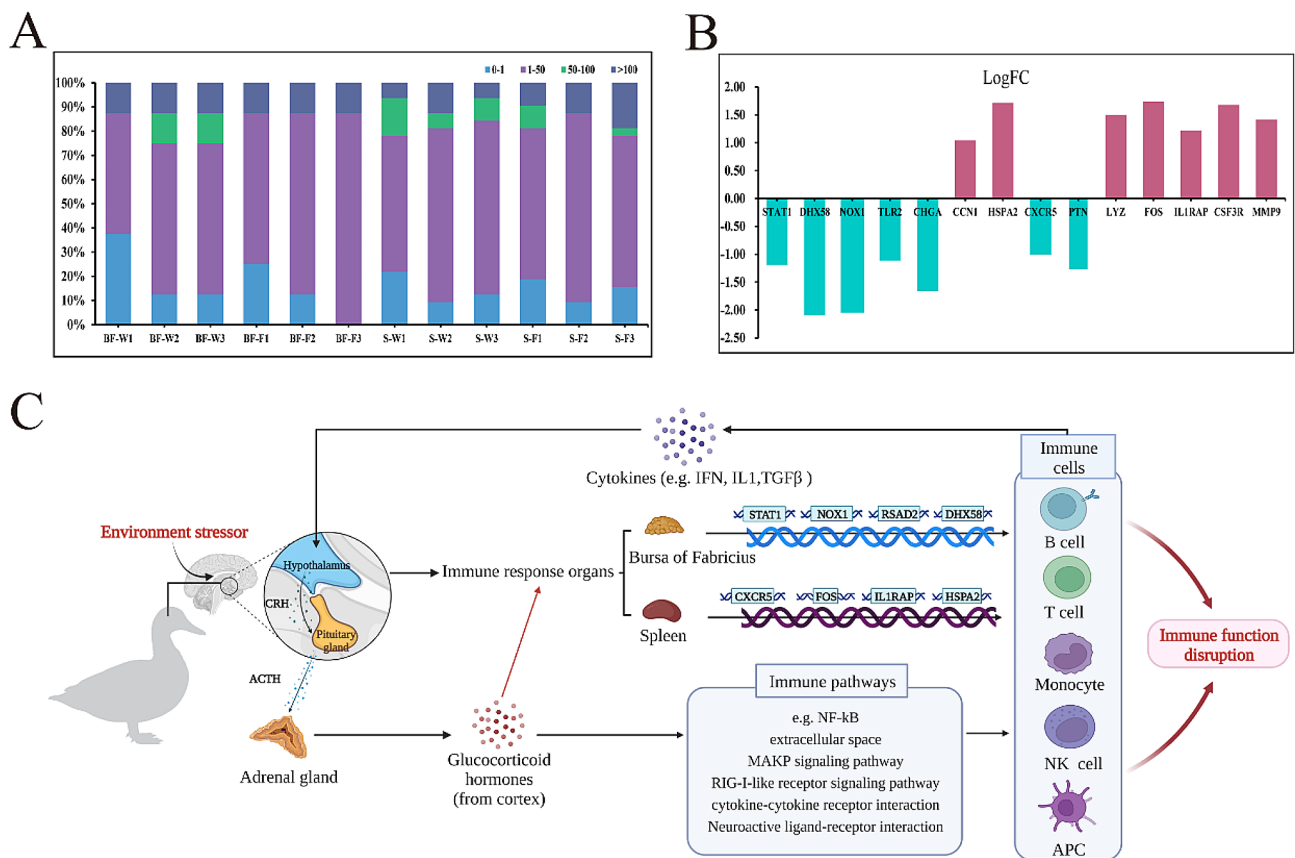 A
0-1 1-50 50-100 >100
100%
90%
80%
70%
60%
50%
40%
30%
20%
10%
0%
BF-W1 BF-W2 BF-W3 BF-F1 BF-F2 BF-F3 S-W1 S-W2 S-W3 S-F1 S-F2 S-F3
B
LogFC
2.00
1.50
1.00
0.50
0.00
-0.50
-1.00
-1.50
-2.00
-2.50
STAT1 DHX58 NOX1 TLR2 CHGA CCN1 HSPA2 CXCR5 PTN LYZ FOS IL1RAP CSF3R MMP9
C
Cytokines (e.g. IFN, IL1,TGFβ )
Environment stressor
Hypothalamus
CRH
Pituitary
gland
ACTH
Adrenal gland
Glucocorticoid
hormones
(from cortex)
Immune response organs
Bursa of Fabricius
STAT1 NOX1 RSAD2 DHX58
Spleen
CXCR5 FOS IL1RAP HSPA2
Immune pathways
e.g. NF-kB
extracellular space
MAKP signaling pathway
RIG-I-like receptor signaling pathway
cytokine-cytokine receptor interaction
Neuroactive ligand-receptor interaction
Immune
cells
B cell
T cell
Monocyte
NK cell
APC
Immune function
disruption